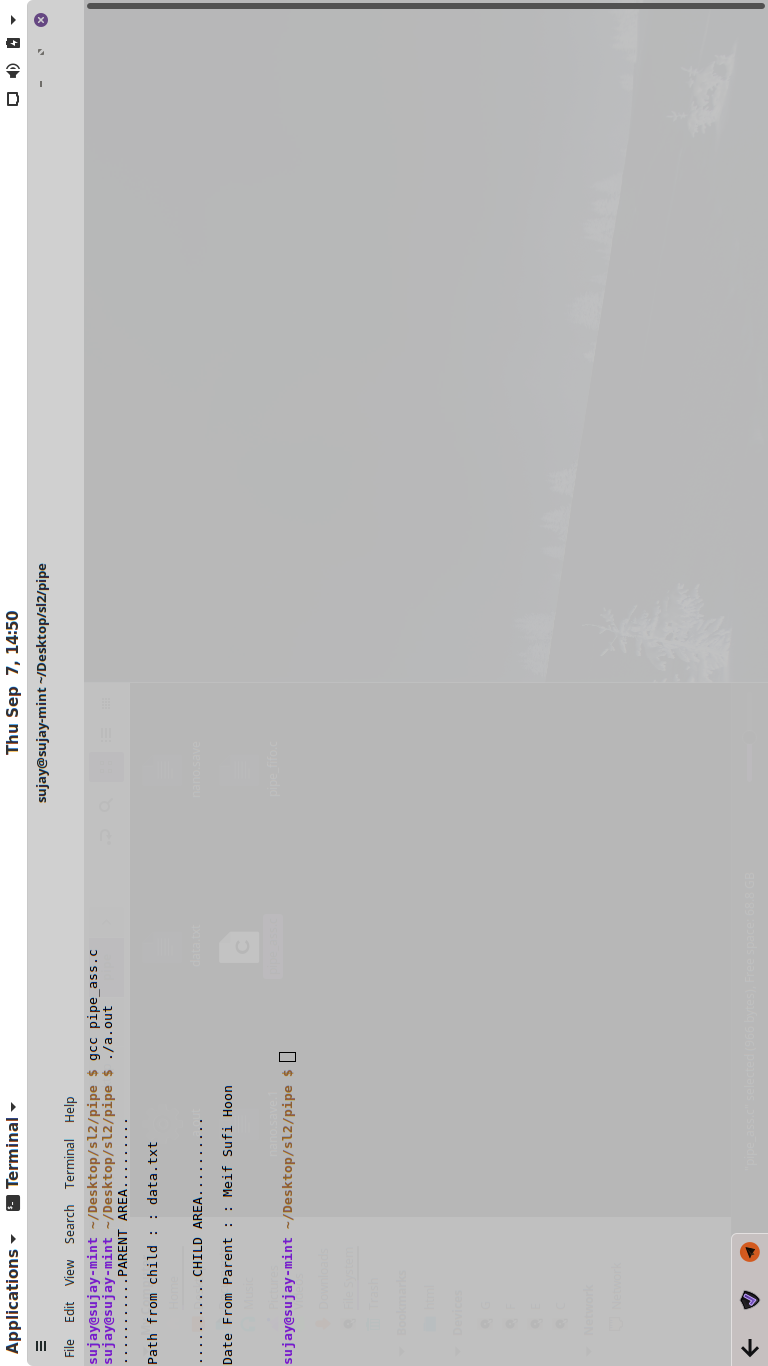 Applications
Terminal
Thu Sep 7, 14:50
sujay@sujay-mint ~/Desktop/sl2/pipe
File Edit View Search Terminal Help
sujay@sujay-mint ~/Desktop/sl2/pipe $ gcc pipe_ass.c
sujay@sujay-mint ~/Desktop/sl2/pipe $ ./a.out
...........PARENT AREA.........
Path from child : : data.txt
...........CHILD AREA..........
Date From Parent : : Meif Sufi Hoon
sujay@sujay-mint ~/Desktop/sl2/pipe $
data.txt
C